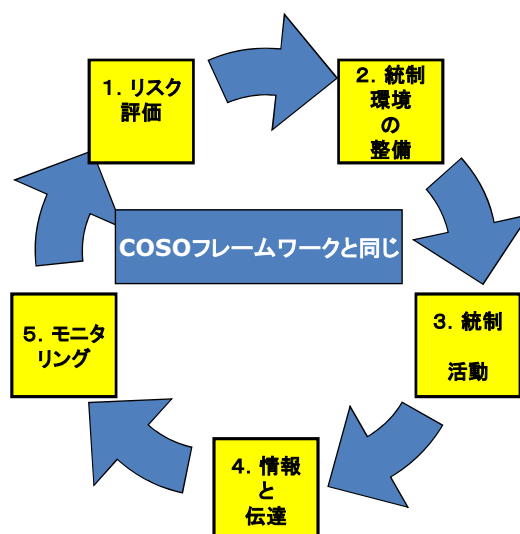 １．リスク
評価
２．統制
環境
の
整備
COSOフレームワークと同じ
３．統制
活動
４．情報
と
伝達
５．モニタ
リング